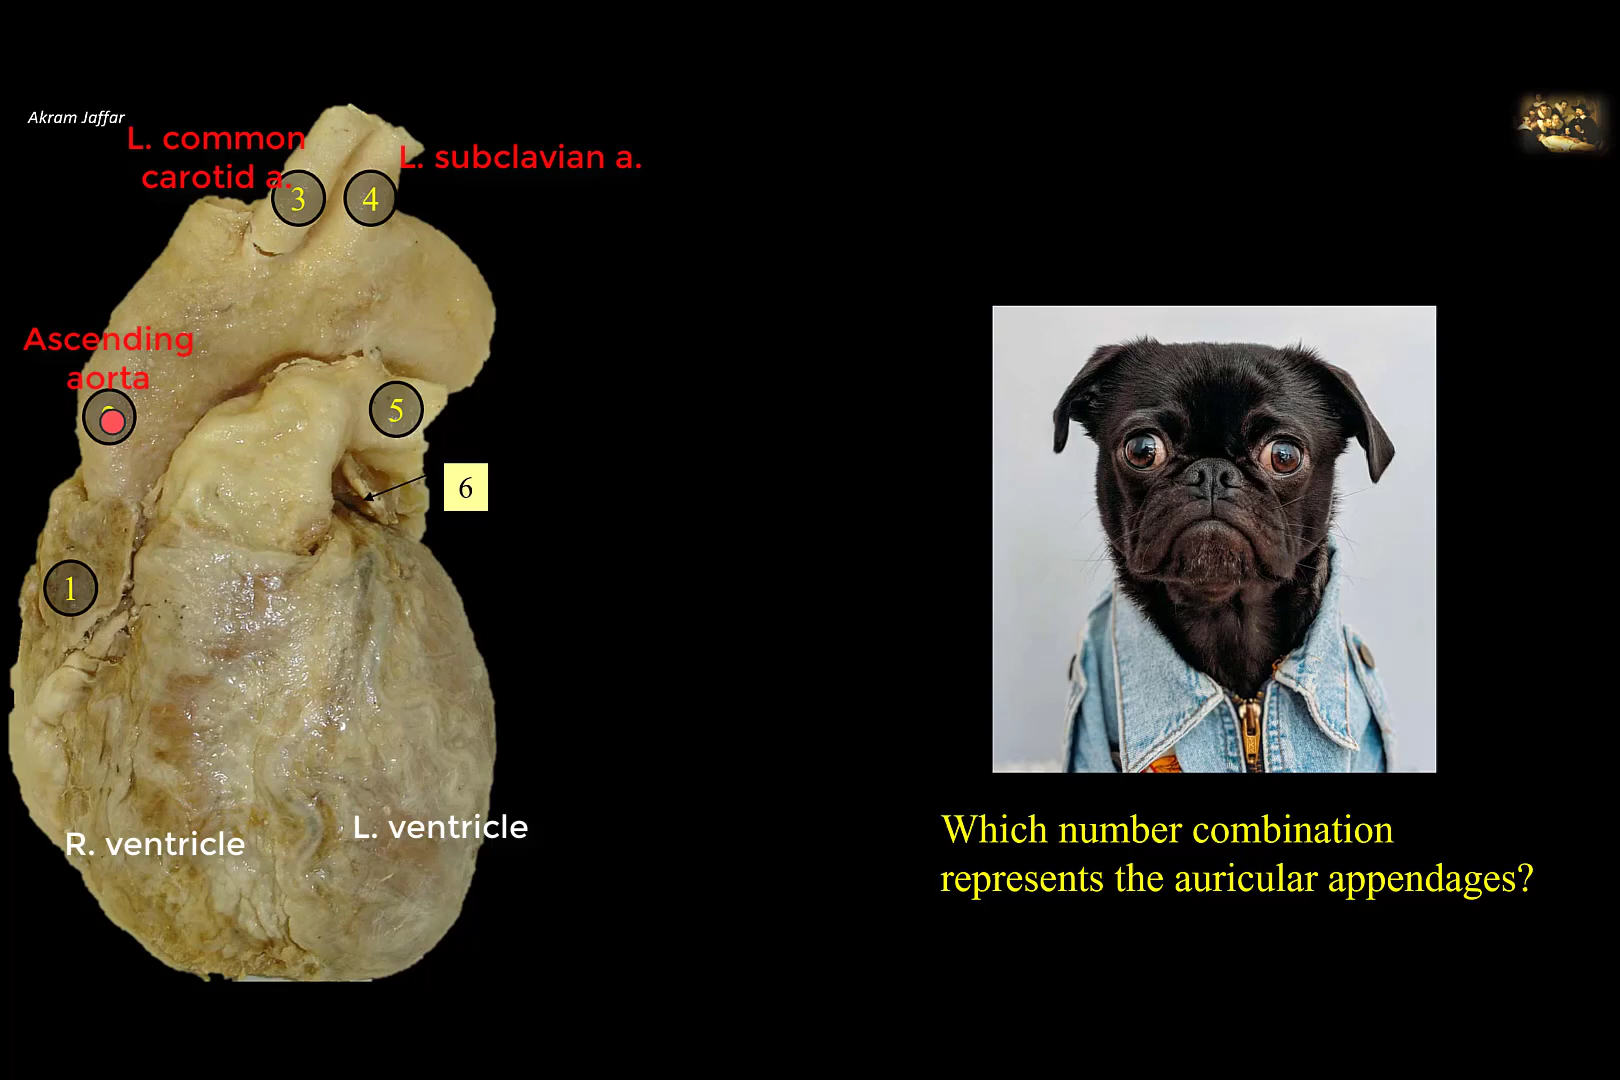 Akram Jaffar
L. common
carotid a.
L. subclavian a.
3
4
Ascending
aorta
5
6
1
R. ventricle
L. ventricle
Which number combination
represents the auricular appendages?